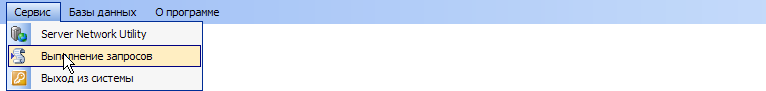 Сервис Базы данных О программе
Server Network Utility
Выполнение запросов
Выход из системы